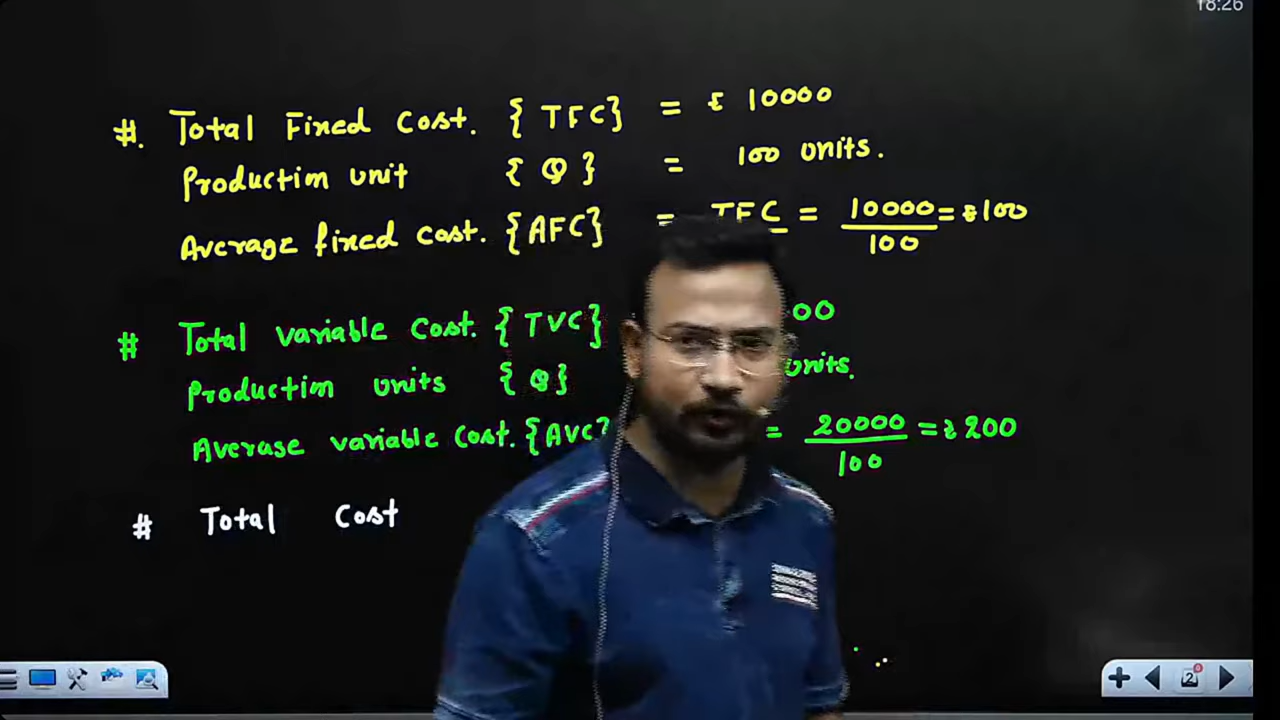 18:26
#. Total Fixed Cost. {TFC} = ₹ 10000
Production unit {Q} = 100 units.
Average fixed cost. {AFC} = TFC = 10000/100 = ₹100
# Total variable Cost. {TVC} 00
Production units {Q} units.
Average variable Cost. {AVC} = 20000/100 = ₹200
# Total Cost
2